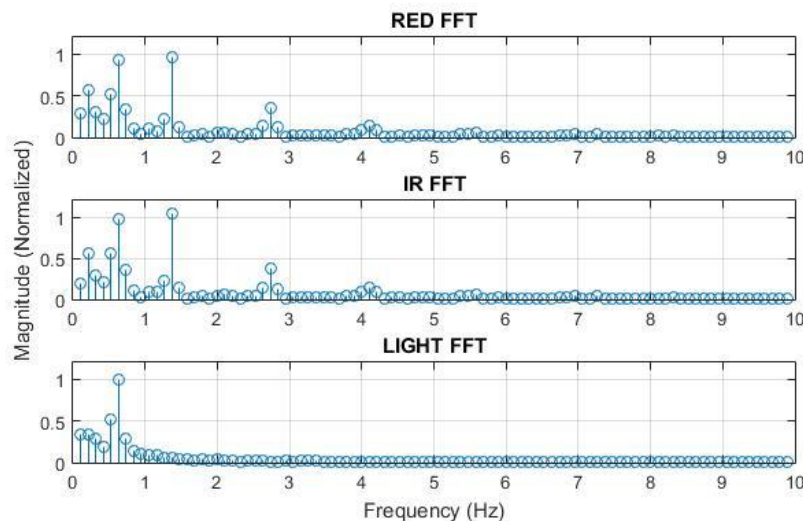 RED FFT
1
0.5
0
0 1 2 3 4 5 6 7 8 9 10
IR FFT
1
0.5
0
0 1 2 3 4 5 6 7 8 9 10
Magnitude (Normalized)
LIGHT FFT
1
0.5
0
0 1 2 3 4 5 6 7 8 9 10
Frequency (Hz)